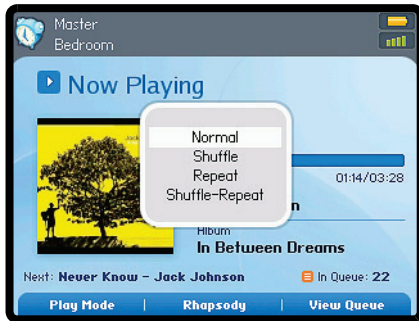 Master
Bedroom
Now Playing
Jack
Normal
Shuffle
Repeat
Shuffle-Repeat
01:14/03:28
n
Album
In Between Dreams
Next: Never Know - Jack Johnson
In Queue: 22
Play Mode | Rhapsody | View Queue